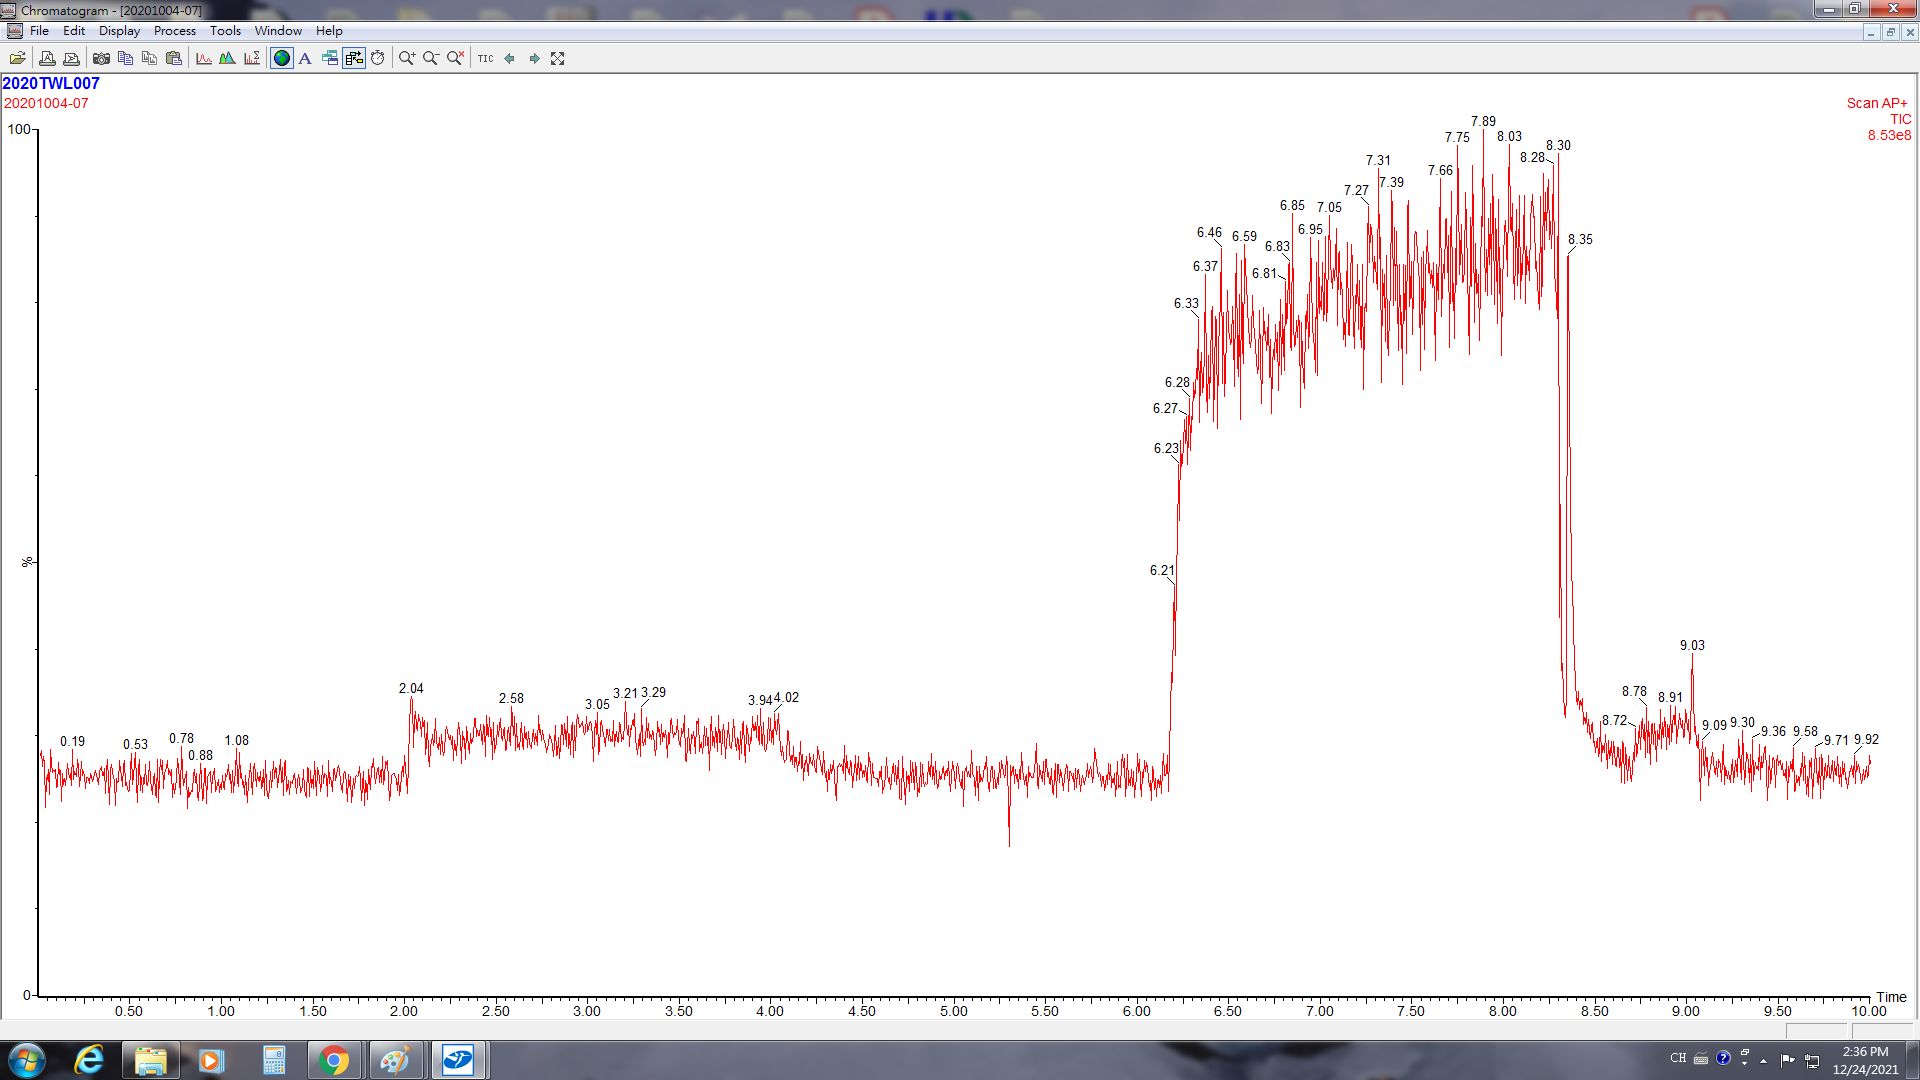 Chromatogram - [20201004-07]
File Edit Display Process Tools Window Help
A TIC
2020TWL007
20201004-07
Scan AP+
TIC
8.53e8
100
%
0
0.19 0.53 0.78 0.88 1.08 2.04 2.58 3.05 3.21 3.29 3.94 4.02
6.21 6.23 6.27 6.28 6.33 6.37 6.46 6.59 6.81 6.83 6.85 6.95 7.05 7.27 7.31 7.39 7.66 7.75 7.89 8.03 8.28 8.30 8.35
8.72 8.78 8.91 9.03 9.09 9.30 9.36 9.58 9.71 9.92
Time
0.50 1.00 1.50 2.00 2.50 3.00 3.50 4.00 4.50 5.00 5.50 6.00 6.50 7.00 7.50 8.00 8.50 9.00 9.50 10.00
CH
2:36 PM
12/24/2021